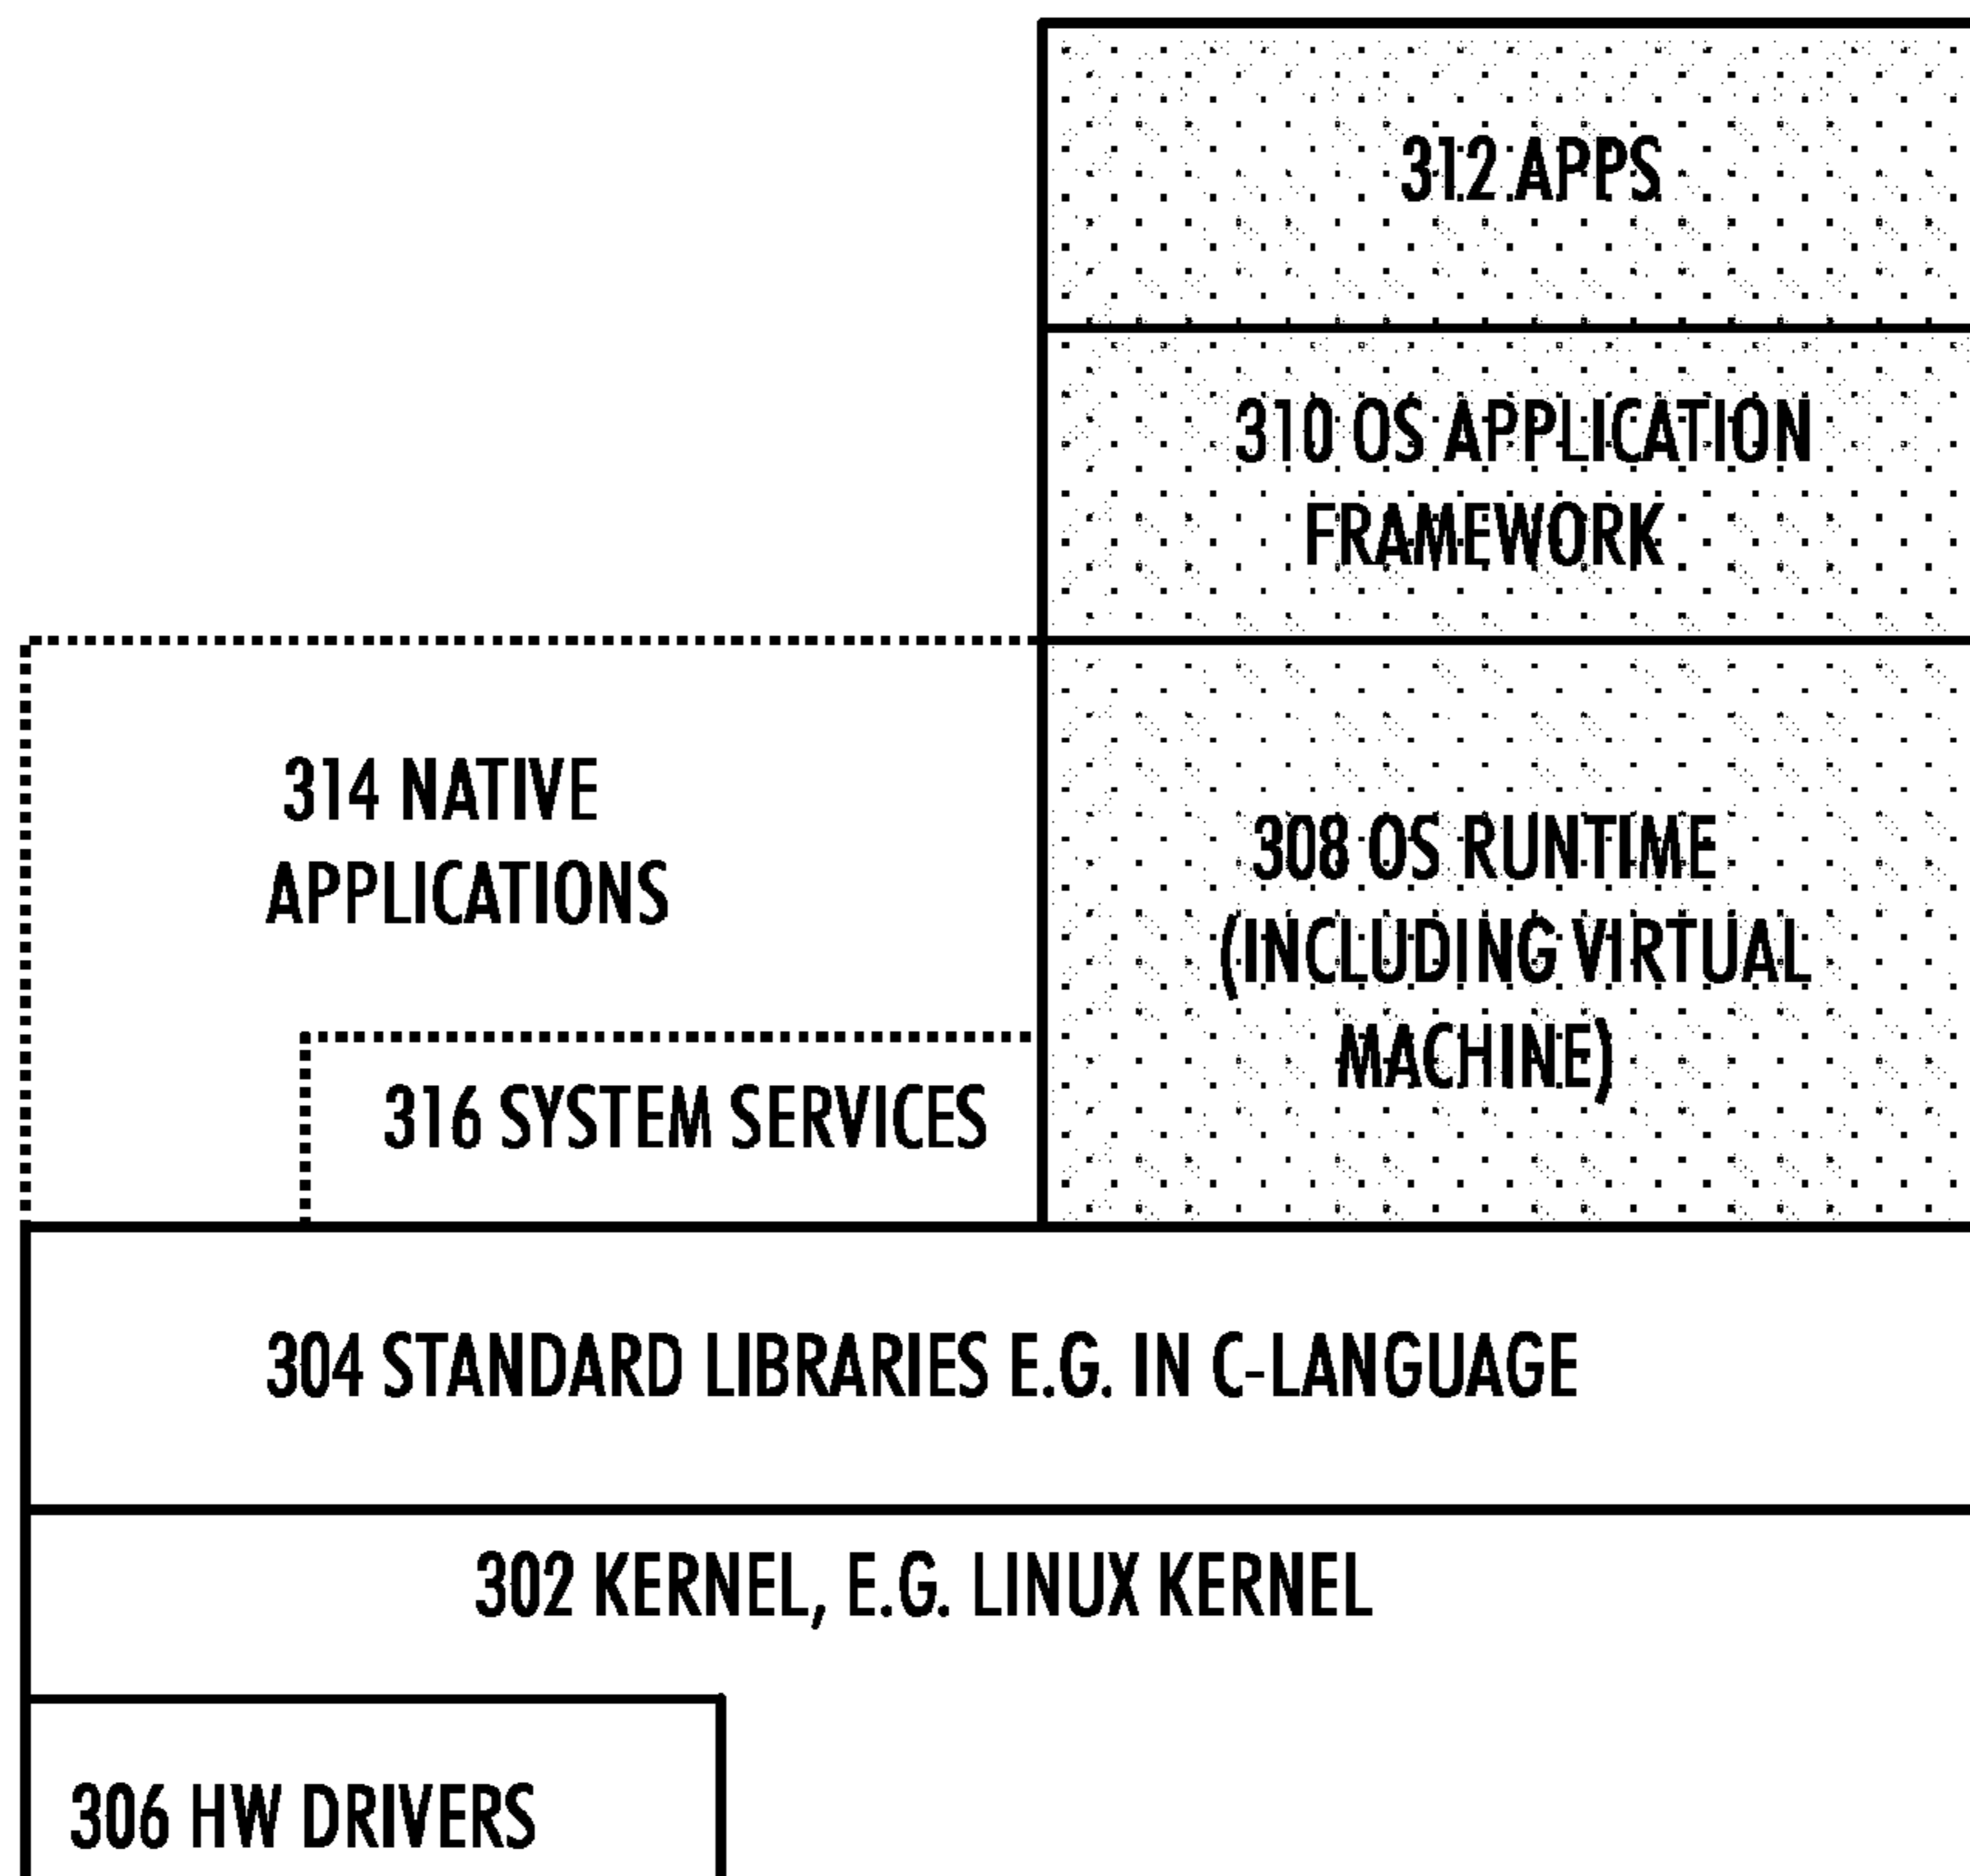 312 APPS
310 OS APPLICATION
FRAMEWORK
314 NATIVE
APPLICATIONS
308 OS RUNTIME
(INCLUDING VIRTUAL
MACHINE)
316 SYSTEM SERVICES
304 STANDARD LIBRARIES E.G. IN C-LANGUAGE
302 KERNEL, E.G. LINUX KERNEL
306 HW DRIVERS